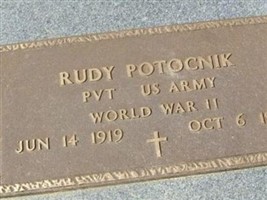 RUDY POTOCNIK
PVT US ARMY
WORLD WAR II
JUN 14 1919 OCT 6